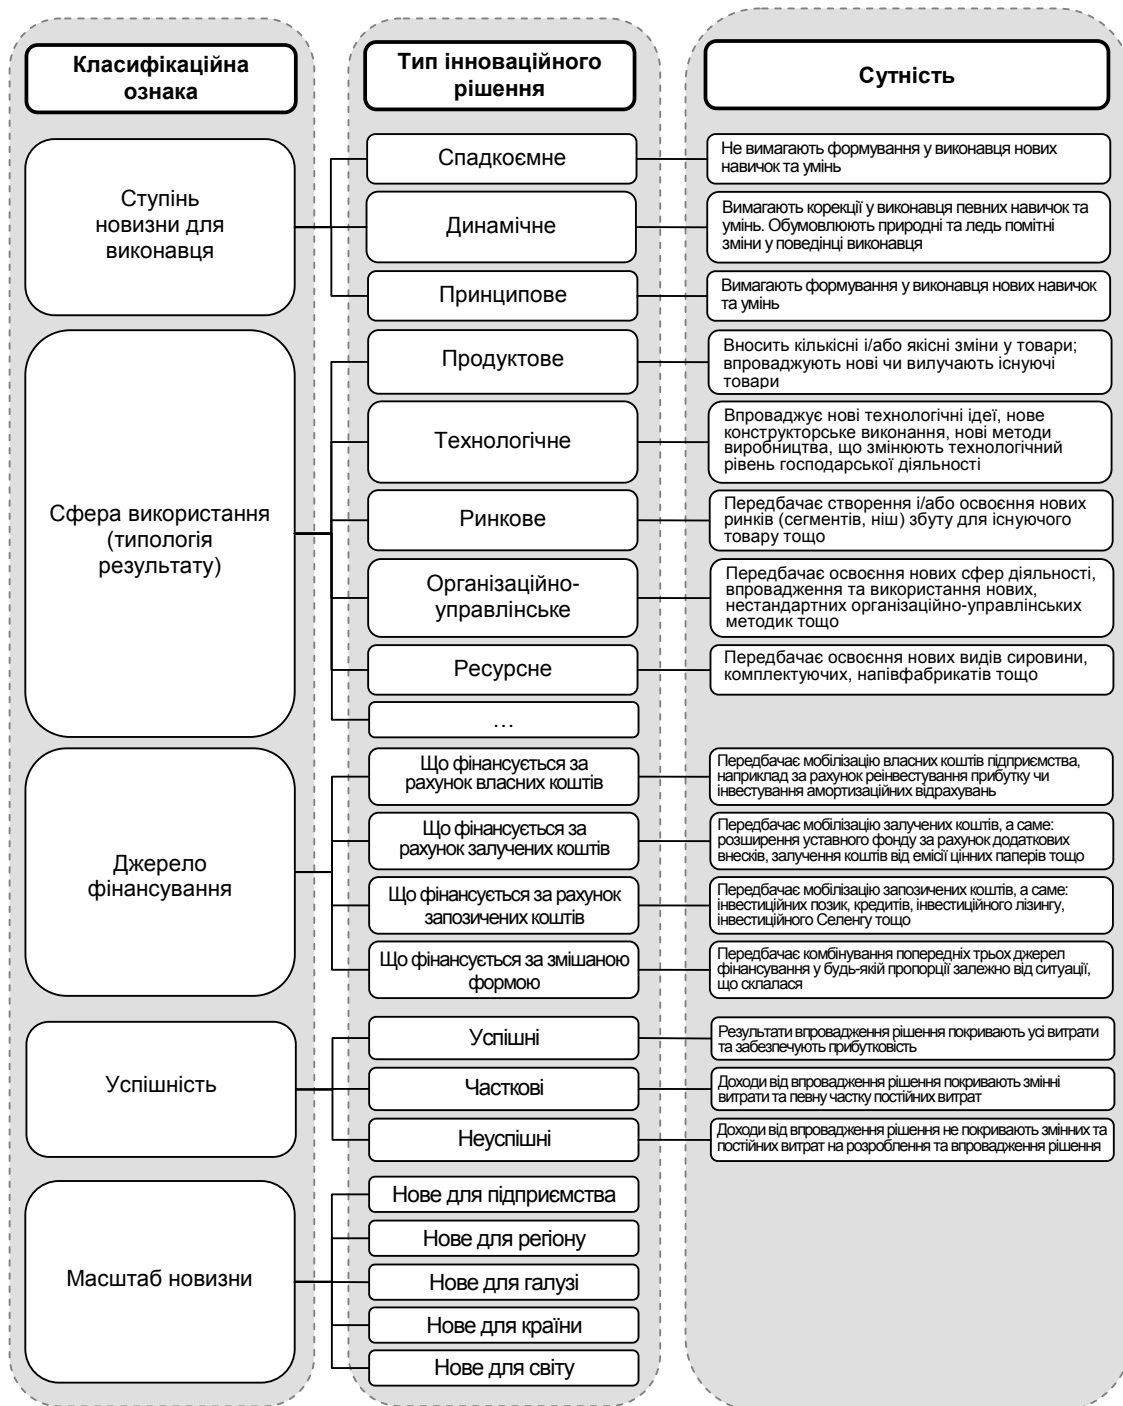 Класифікаційна
ознака
Тип інноваційного
рішення
Сутність
Ступінь
новизни для
виконавця
Спадкоємне
Не вимагають формування у виконавця нових
навичок та умінь
Динамічне
Вимагають корекції у виконавця певних навичок та
умінь. Обумовлюють природні та ледь помітні
зміни у поведінці виконавця
Принципове
Вимагають формування у виконавця нових навичок
та умінь
Сфера використання
(типологія
результату)
Продуктове
Вносить кількісні і/або якісні зміни у товари;
впроваджують нові чи вилучають існуючі
товари
Технологічне
Впроваджує нові технологічні ідеї, нове
конструкторське виконання, нові методи
виробництва, що змінюють технологічний
рівень господарської діяльності
Ринкове
Передбачає створення і/або освоєння нових
ринків (сегментів, ніш) збуту для існуючого
товару тощо
Організаційно-
управлінське
Передбачає освоєння нових сфер діяльності,
впровадження та використання нових,
нестандартних організаційно-управлінських
методик тощо
Ресурсне
Передбачає освоєння нових видів сировини,
комплектуючих, напівфабрикатів тощо
…
Джерело
фінансування
Що фінансується за
рахунок власних коштів
Передбачає мобілізацію власних коштів підприємства,
наприклад за рахунок реінвестування прибутку чи
інвестування амортизаційних відрахувань
Що фінансується за
рахунок залучених коштів
Передбачає мобілізацію залучених коштів, а саме:
розширення уставного фонду за рахунок додаткових
внесків, залучення коштів від емісії цінних паперів тощо
Що фінансується за рахунок
запозичених коштів
Передбачає мобілізацію запозичених коштів, а саме:
інвестиційних позик, кредитів, інвестиційного лізингу,
інвестиційного Селенгу тощо
Що фінансується за змішаною
формою
Передбачає комбінування попередніх трьох джерел
фінансування у будь-якій пропорції залежно від ситуації,
що склалася
Успішність
Успішні
Результати впровадження рішення покривають усі витрати
та забезпечують прибутковість
Часткові
Доходи від впровадження рішення покривають змінні
витрати та певну частку постійних витрат
Неуспішні
Доходи від впровадження рішення не покривають змінних та
постійних витрат на розроблення та впровадження рішення
Масштаб новизни
Нове для підприємства
Нове для регіону
Нове для галузі
Нове для країни
Нове для світу